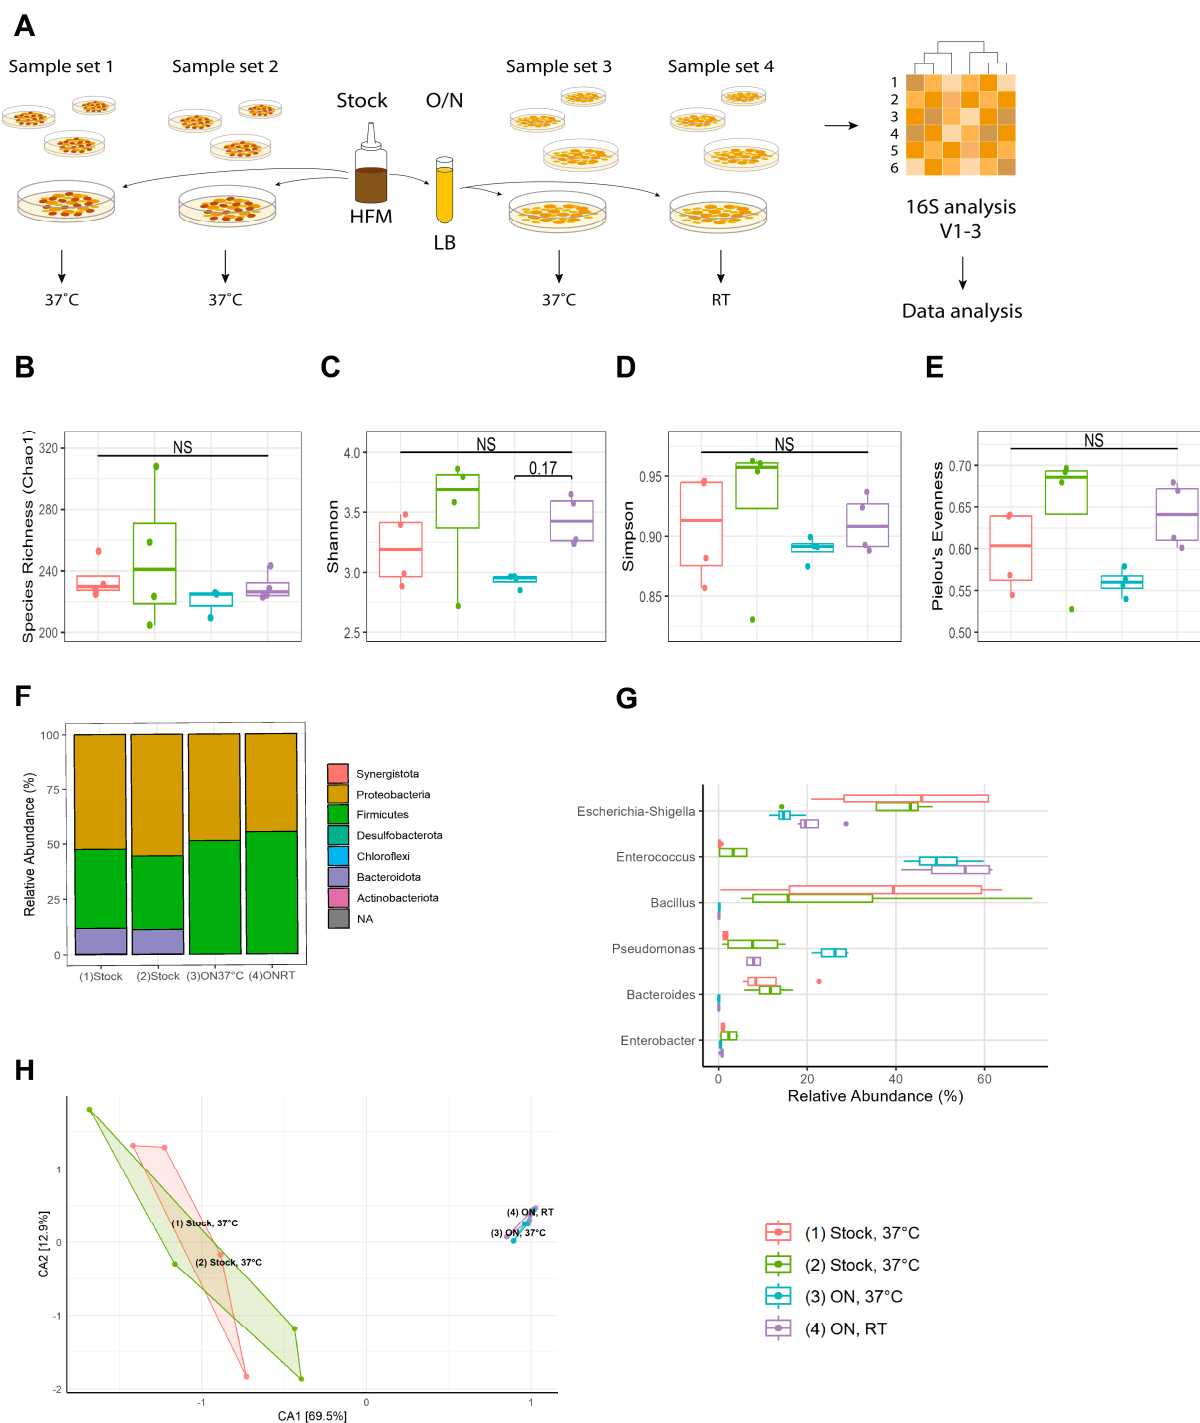 A
Sample set 1
Sample set 2
Stock
O/N
Sample set 3
Sample set 4
HFM
LB
37°C
37°C
37°C
RT
1
2
3
4
5
6
16S analysis
V1-3
Data analysis
B
C
D
E
Species Richness (Chao1)
320
280
240
200
NS
Shannon
4.0
3.5
3.0
2.5
NS
0.17
Simpson
0.95
0.90
0.85
NS
Pielou's Evenness
0.70
0.65
0.60
0.55
0.50
NS
F
Relative Abundance (%)
100
75
50
25
0
(1)Stock
(2)Stock
(3)ON37°C
(4)ONRT
Synergistota
Proteobacteria
Firmicutes
Desulfobacterota
Chloroflexi
Bacteroidota
Actinobacteriota
NA
G
Escherichia-Shigella
Enterococcus
Bacillus
Pseudomonas
Bacteroides
Enterobacter
0
20
40
60
Relative Abundance (%)
H
CA2 [12.9%]
1
0
-1
-2
(1) Stock, 37°C
(2) Stock, 37°C
(4) ON, RT
(3) ON, 37°C
-1
0
1
CA1 [69.5%]
(1) Stock, 37°C
(2) Stock, 37°C
(3) ON, 37°C
(4) ON, RT